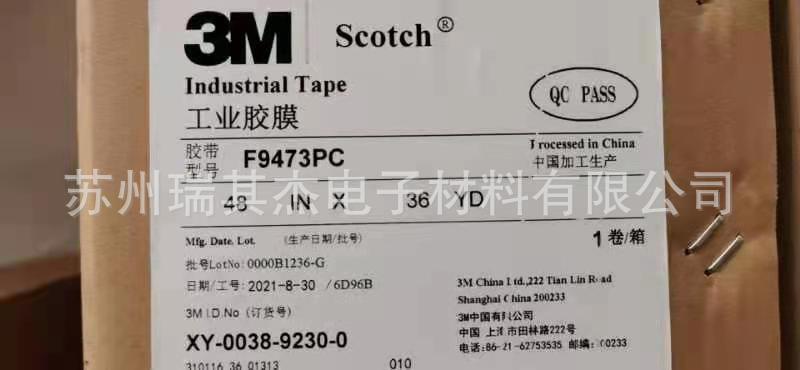 3M Scotch®
Industrial Tape
工业胶膜
QC PASS
胶带型号 F9473PC
Processed in China
中国加工生产
苏州瑞其杰电子材料有限公司
48 IN X 36 YD
Mfg. Date. Lot. (生产日期/批号)
1卷/箱
批号LotNo: 0000B1236-G
日期/工号: 2021-8-30 /6D96B
3M I.D.No (订货号)
XY-0038-9230-0
310116 36 01313 010
3M China Ltd.,222 Tian Lin Road
Shanghai China 200233
3M中国有限公司
中国 上海市田林路222号
电话:86-21-62753535 邮编:200233